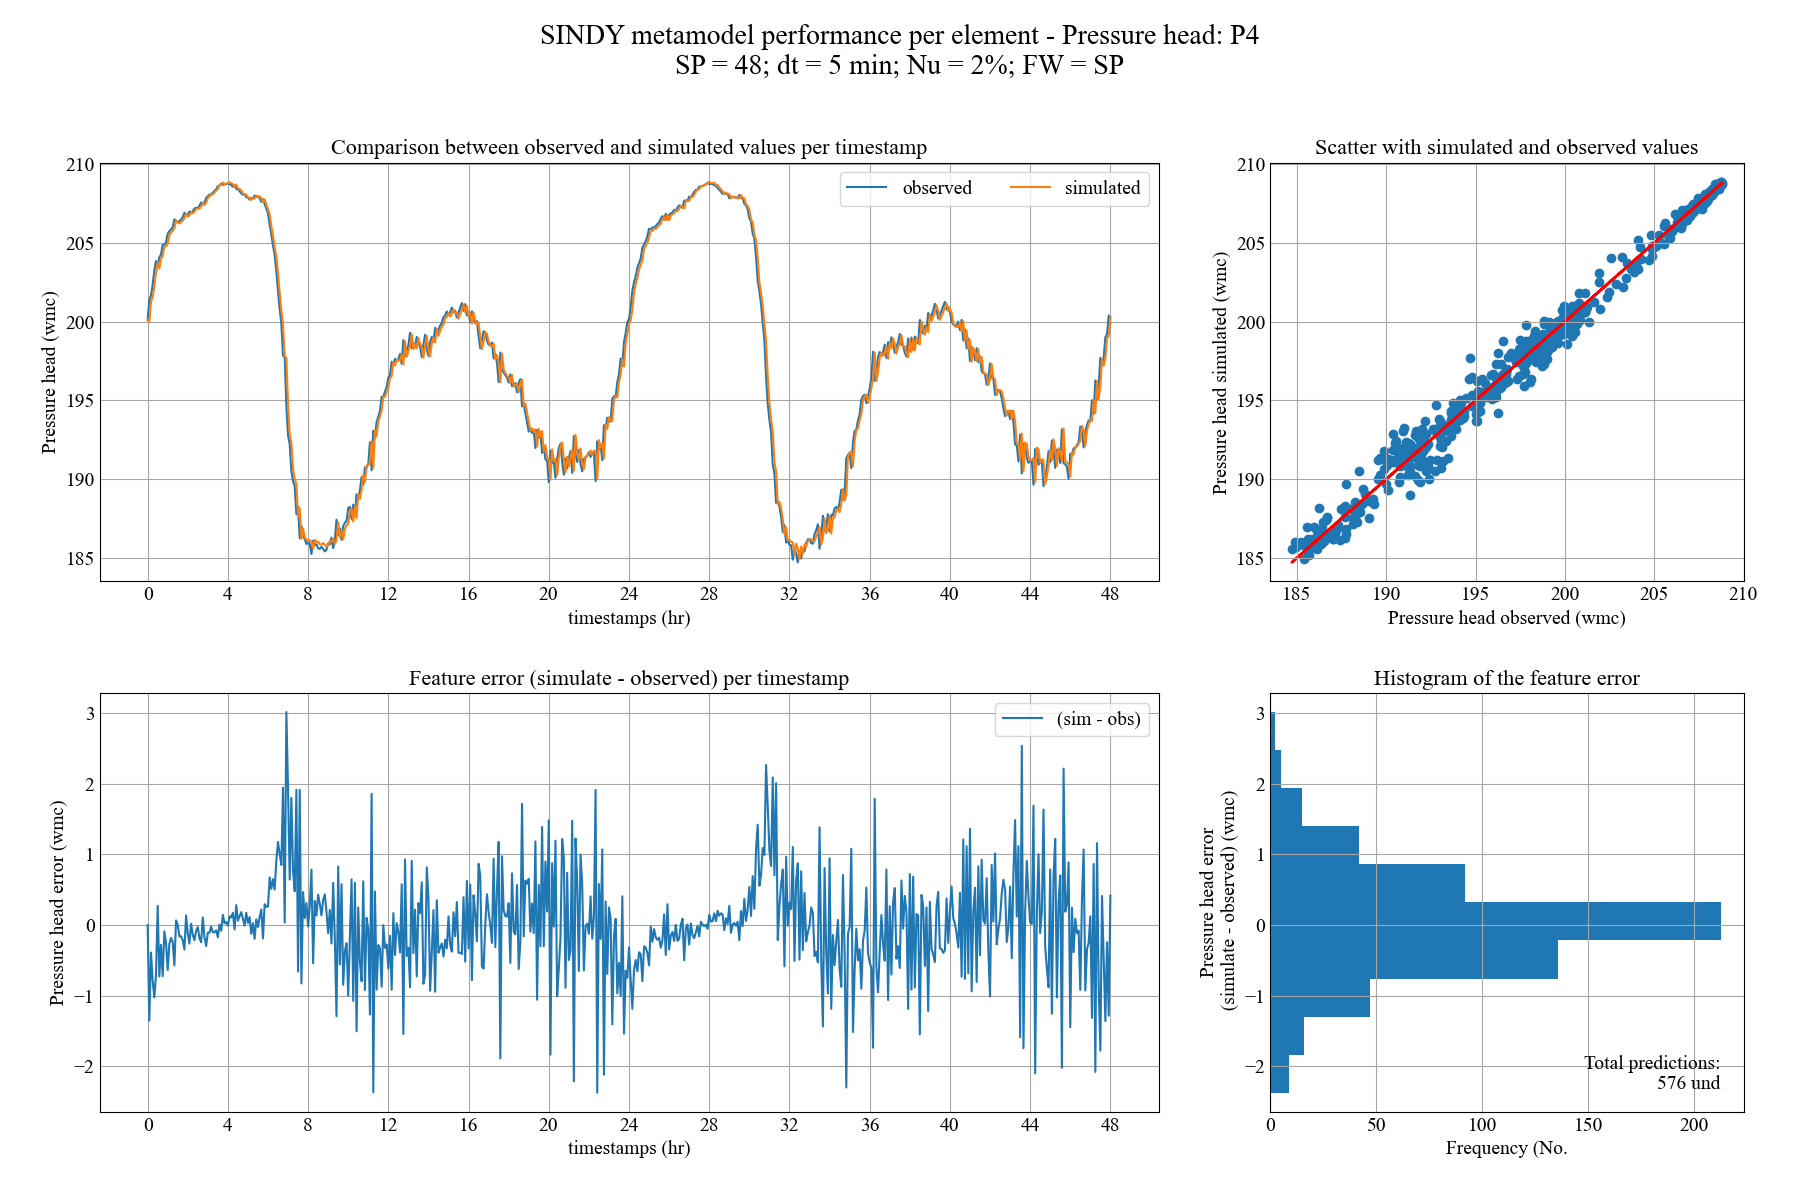 SINDY metamodel performance per element - Pressure head: P4
SP = 48; dt = 5 min; Nu = 2%; FW = SP
Comparison between observed and simulated values per timestamp
observed
simulated
210
205
200
195
190
185
Pressure head (wmc)
0 4 8 12 16 20 24 28 32 36 40 44 48
timestamps (hr)
Scatter with simulated and observed values
210
205
200
195
190
185
Pressure head simulated (wmc)
185 190 195 200 205 210
Pressure head observed (wmc)
Feature error (simulate - observed) per timestamp
(sim - obs)
3
2
1
0
−1
−2
Pressure head error (wmc)
0 4 8 12 16 20 24 28 32 36 40 44 48
timestamps (hr)
Histogram of the feature error
3
2
1
0
−1
−2
Pressure head error
(simulate - observed) (wmc)
Total predictions:
576 und
0 50 100 150 200
Frequency (No.